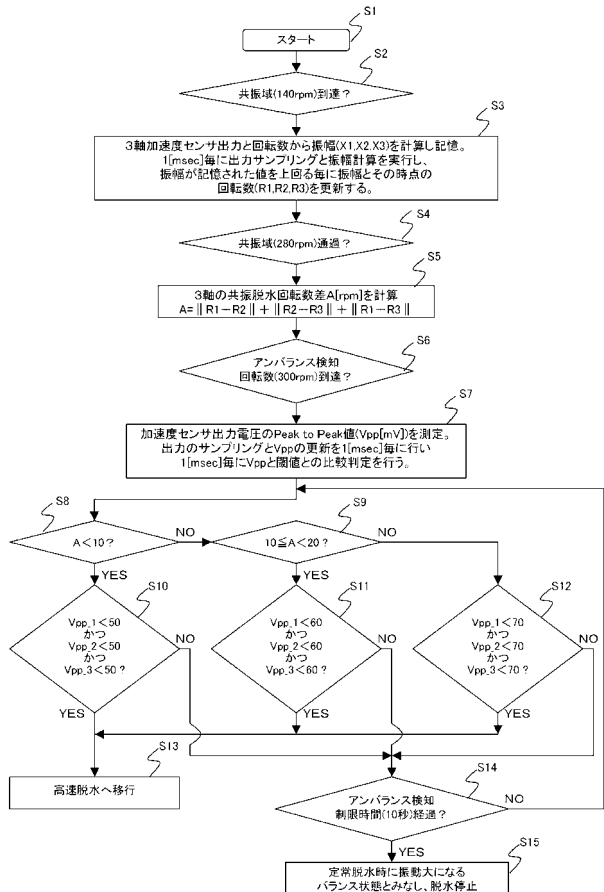 S1
スタート
S2
共振域(140rpm)到達？
S3
3軸加速度センサ出力と回転数から振幅(X1,X2,X3)を計算し記憶。
1[msec]毎に出力サンプリングと振幅計算を実行し、
振幅が記憶された値を上回る毎に振幅とその時点の
回転数(R1,R2,R3)を更新する。
S4
共振域(280rpm)通過？
S5
3軸の共振脱水回転数差A[rpm]を計算
A=‖R1－R2‖＋‖R2－R3‖＋‖R1－R3‖
S6
アンバランス検知
回転数(300rpm)到達？
S7
加速度センサ出力電圧のPeak to Peak値(Vpp[mV])を測定。
出力のサンプリングとVppの更新を1[msec]毎に行い
1[msec]毎にVppと閾値との比較判定を行う。
S8
A＜10？
NO
YES
S9
10≦A＜20？
NO
YES
S10
Vpp_1＜50
かつ
Vpp_2＜50
かつ
Vpp_3＜50？
NO
YES
S11
Vpp_1＜60
かつ
Vpp_2＜60
かつ
Vpp_3＜60？
NO
YES
S12
Vpp_1＜70
かつ
Vpp_2＜70
かつ
Vpp_3＜70？
NO
YES
S13
高速脱水へ移行
S14
アンバランス検知
制限時間(10秒)経過？
NO
YES
S15
定常脱水時に振動大になる
バランス状態とみなし、脱水停止